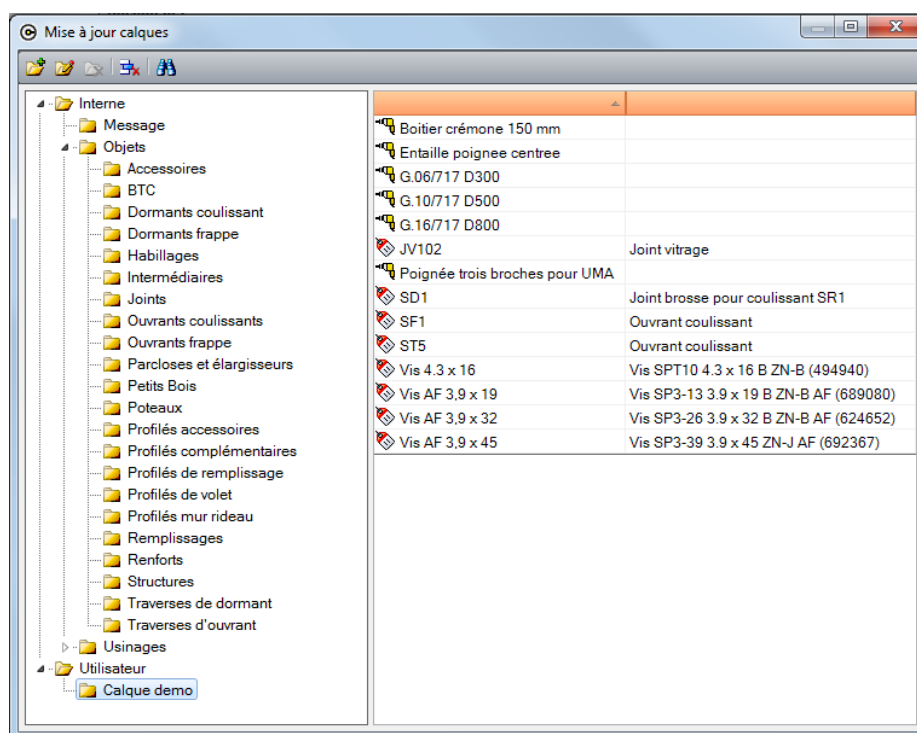 Mise à jour calques
Interne
Message
Objets
Accessoires
BTC
Dormants coulissant
Dormants frappe
Habillages
Intermédiaires
Joints
Ouvrants coulissants
Ouvrants frappe
Parcloses et élargisseurs
Petits Bois
Poteaux
Profilés accessoires
Profilés complémentaires
Profilés de remplissage
Profilés de volet
Profilés mur rideau
Remplissages
Renforts
Structures
Traverses de dormant
Traverses d'ouvrant
Usinages
Utilisateur
Calque demo
Boitier crémone 150 mm
Entaille poignee centree
G.06/717 D300
G.10/717 D500
G.16/717 D800
JV102 Joint vitrage
Poignée trois broches pour UMA
SD1 Joint brosse pour coulissant SR1
SF1 Ouvrant coulissant
ST5 Ouvrant coulissant
Vis 4.3 x 16 Vis SPT10 4.3 x 16 B ZN-B (494940)
Vis AF 3,9 x 19 Vis SP3-13 3.9 x 19 B ZN-B AF (689080)
Vis AF 3,9 x 32 Vis SP3-26 3.9 x 32 B ZN-B AF (624652)
Vis AF 3,9 x 45 Vis SP3-39 3.9 x 45 ZN-J AF (692367)